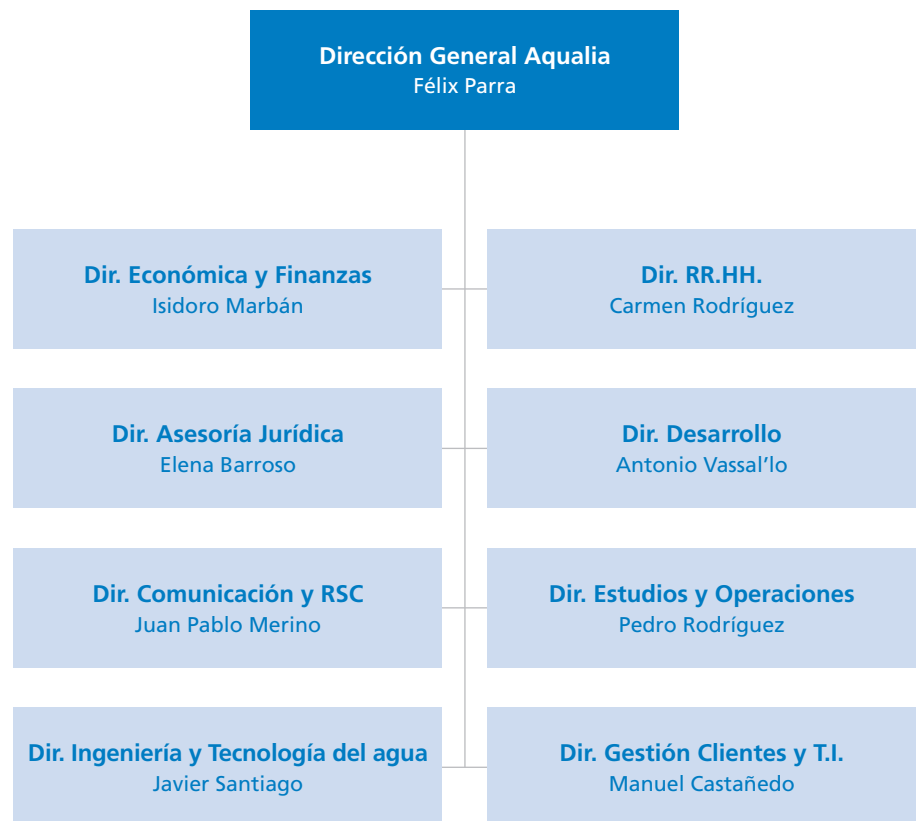 Dirección General Aqualia
Félix Parra
Dir. Económica y Finanzas
Isidoro Marbán
Dir. RR.HH.
Carmen Rodríguez
Dir. Asesoría Jurídica
Elena Barroso
Dir. Desarrollo
Antonio Vassal’lo
Dir. Comunicación y RSC
Juan Pablo Merino
Dir. Estudios y Operaciones
Pedro Rodríguez
Dir. Ingeniería y Tecnología del agua
Javier Santiago
Dir. Gestión Clientes y T.I.
Manuel Castañedo